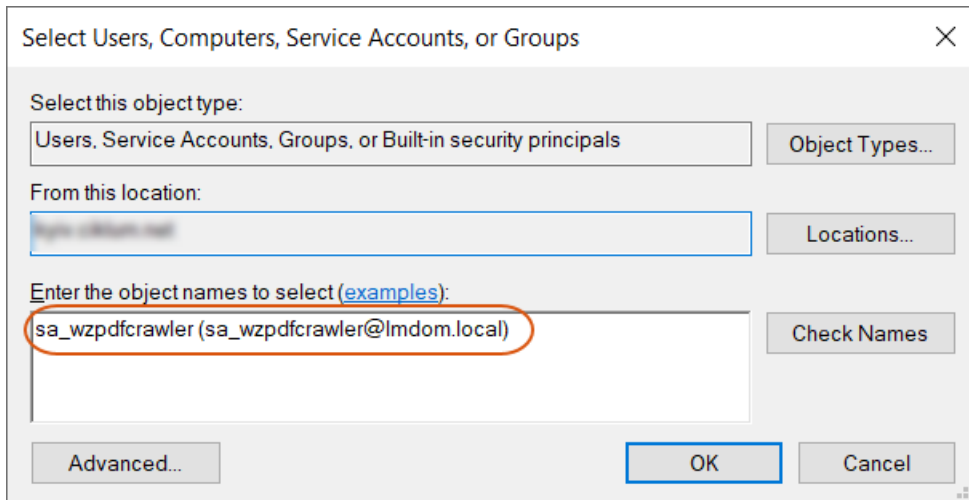 Select Users, Computers, Service Accounts, or Groups
Select this object type:
Users, Service Accounts, Groups, or Built-in security principals
Object Types...
From this location:
Locations...
Enter the object names to select (examples):
sa_wzpdfcrawler (sa_wzpdfcrawler@lmdom.local)
Check Names
Advanced...
OK
Cancel